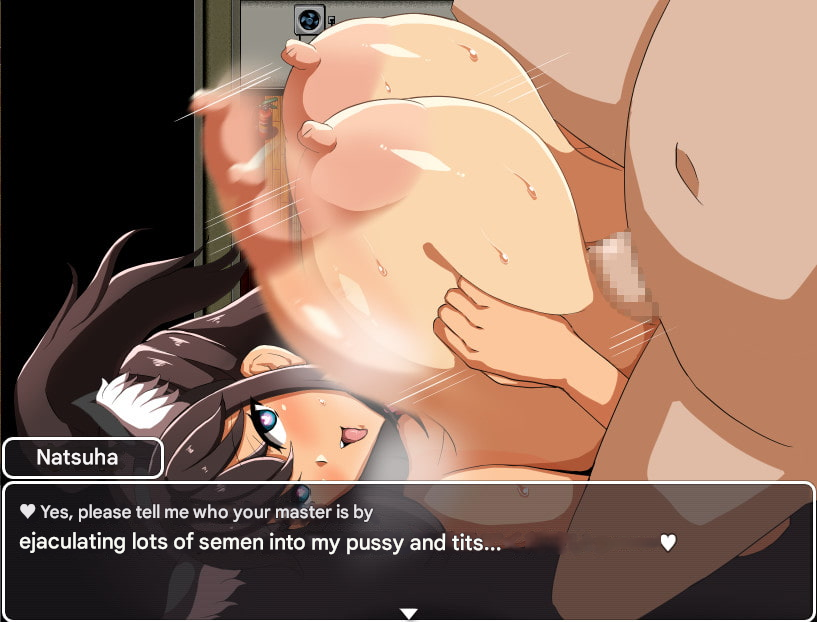 Natsuha
♥ Yes, please tell me who your master is by
ejaculating lots of semen into my pussy and tits... ♥